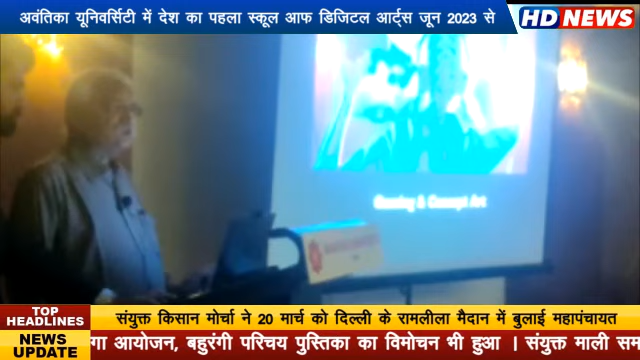 अवंतिका यूनिवर्सिटी में देश का पहला स्कूल आफ डिजिटल आर्ट्स जून 2023 से
HD NEWS
Gaming & Concept Art
TOP HEADLINES
संयुक्त किसान मोर्चा ने 20 मार्च को दिल्ली के रामलीला मैदान में बुलाई महापंचायत
NEWS UPDATE
गा आयोजन, बहुरंगी परिचय पुस्तिका का विमोचन भी हुआ । संयुक्त माली सम